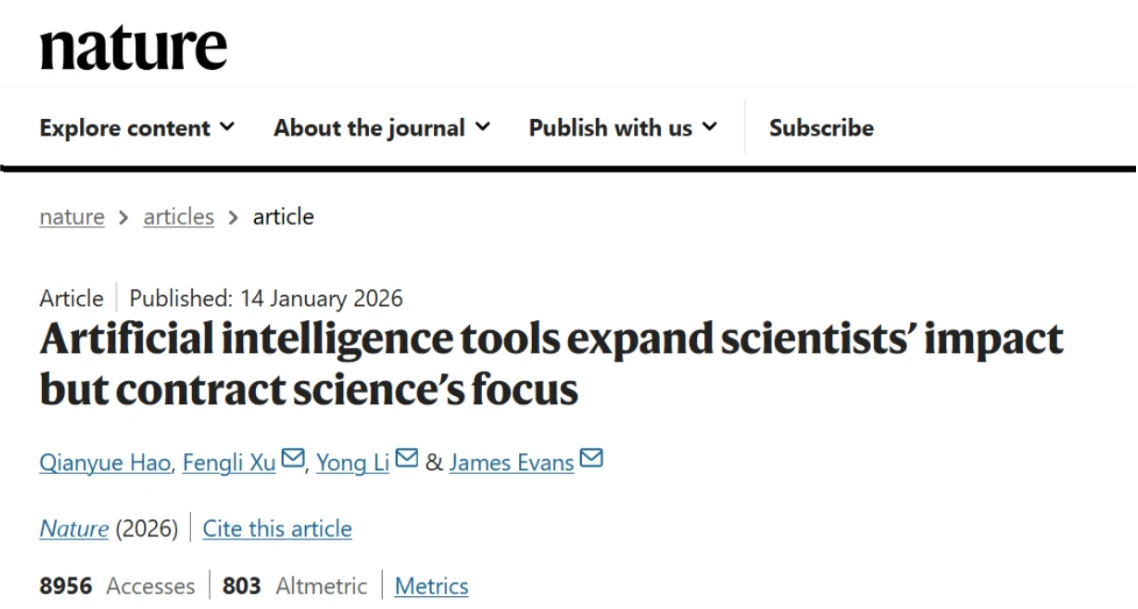 nature
Explore content About the journal Publish with us Subscribe
nature > articles > article
Article | Published: 14 January 2026
Artificial intelligence tools expand scientists’ impact
but contract science’s focus
Qianyue Hao, Fengli Xu, Yong Li & James Evans
Nature (2026) | Cite this article
8956 Accesses | 803 Altmetric | Metrics